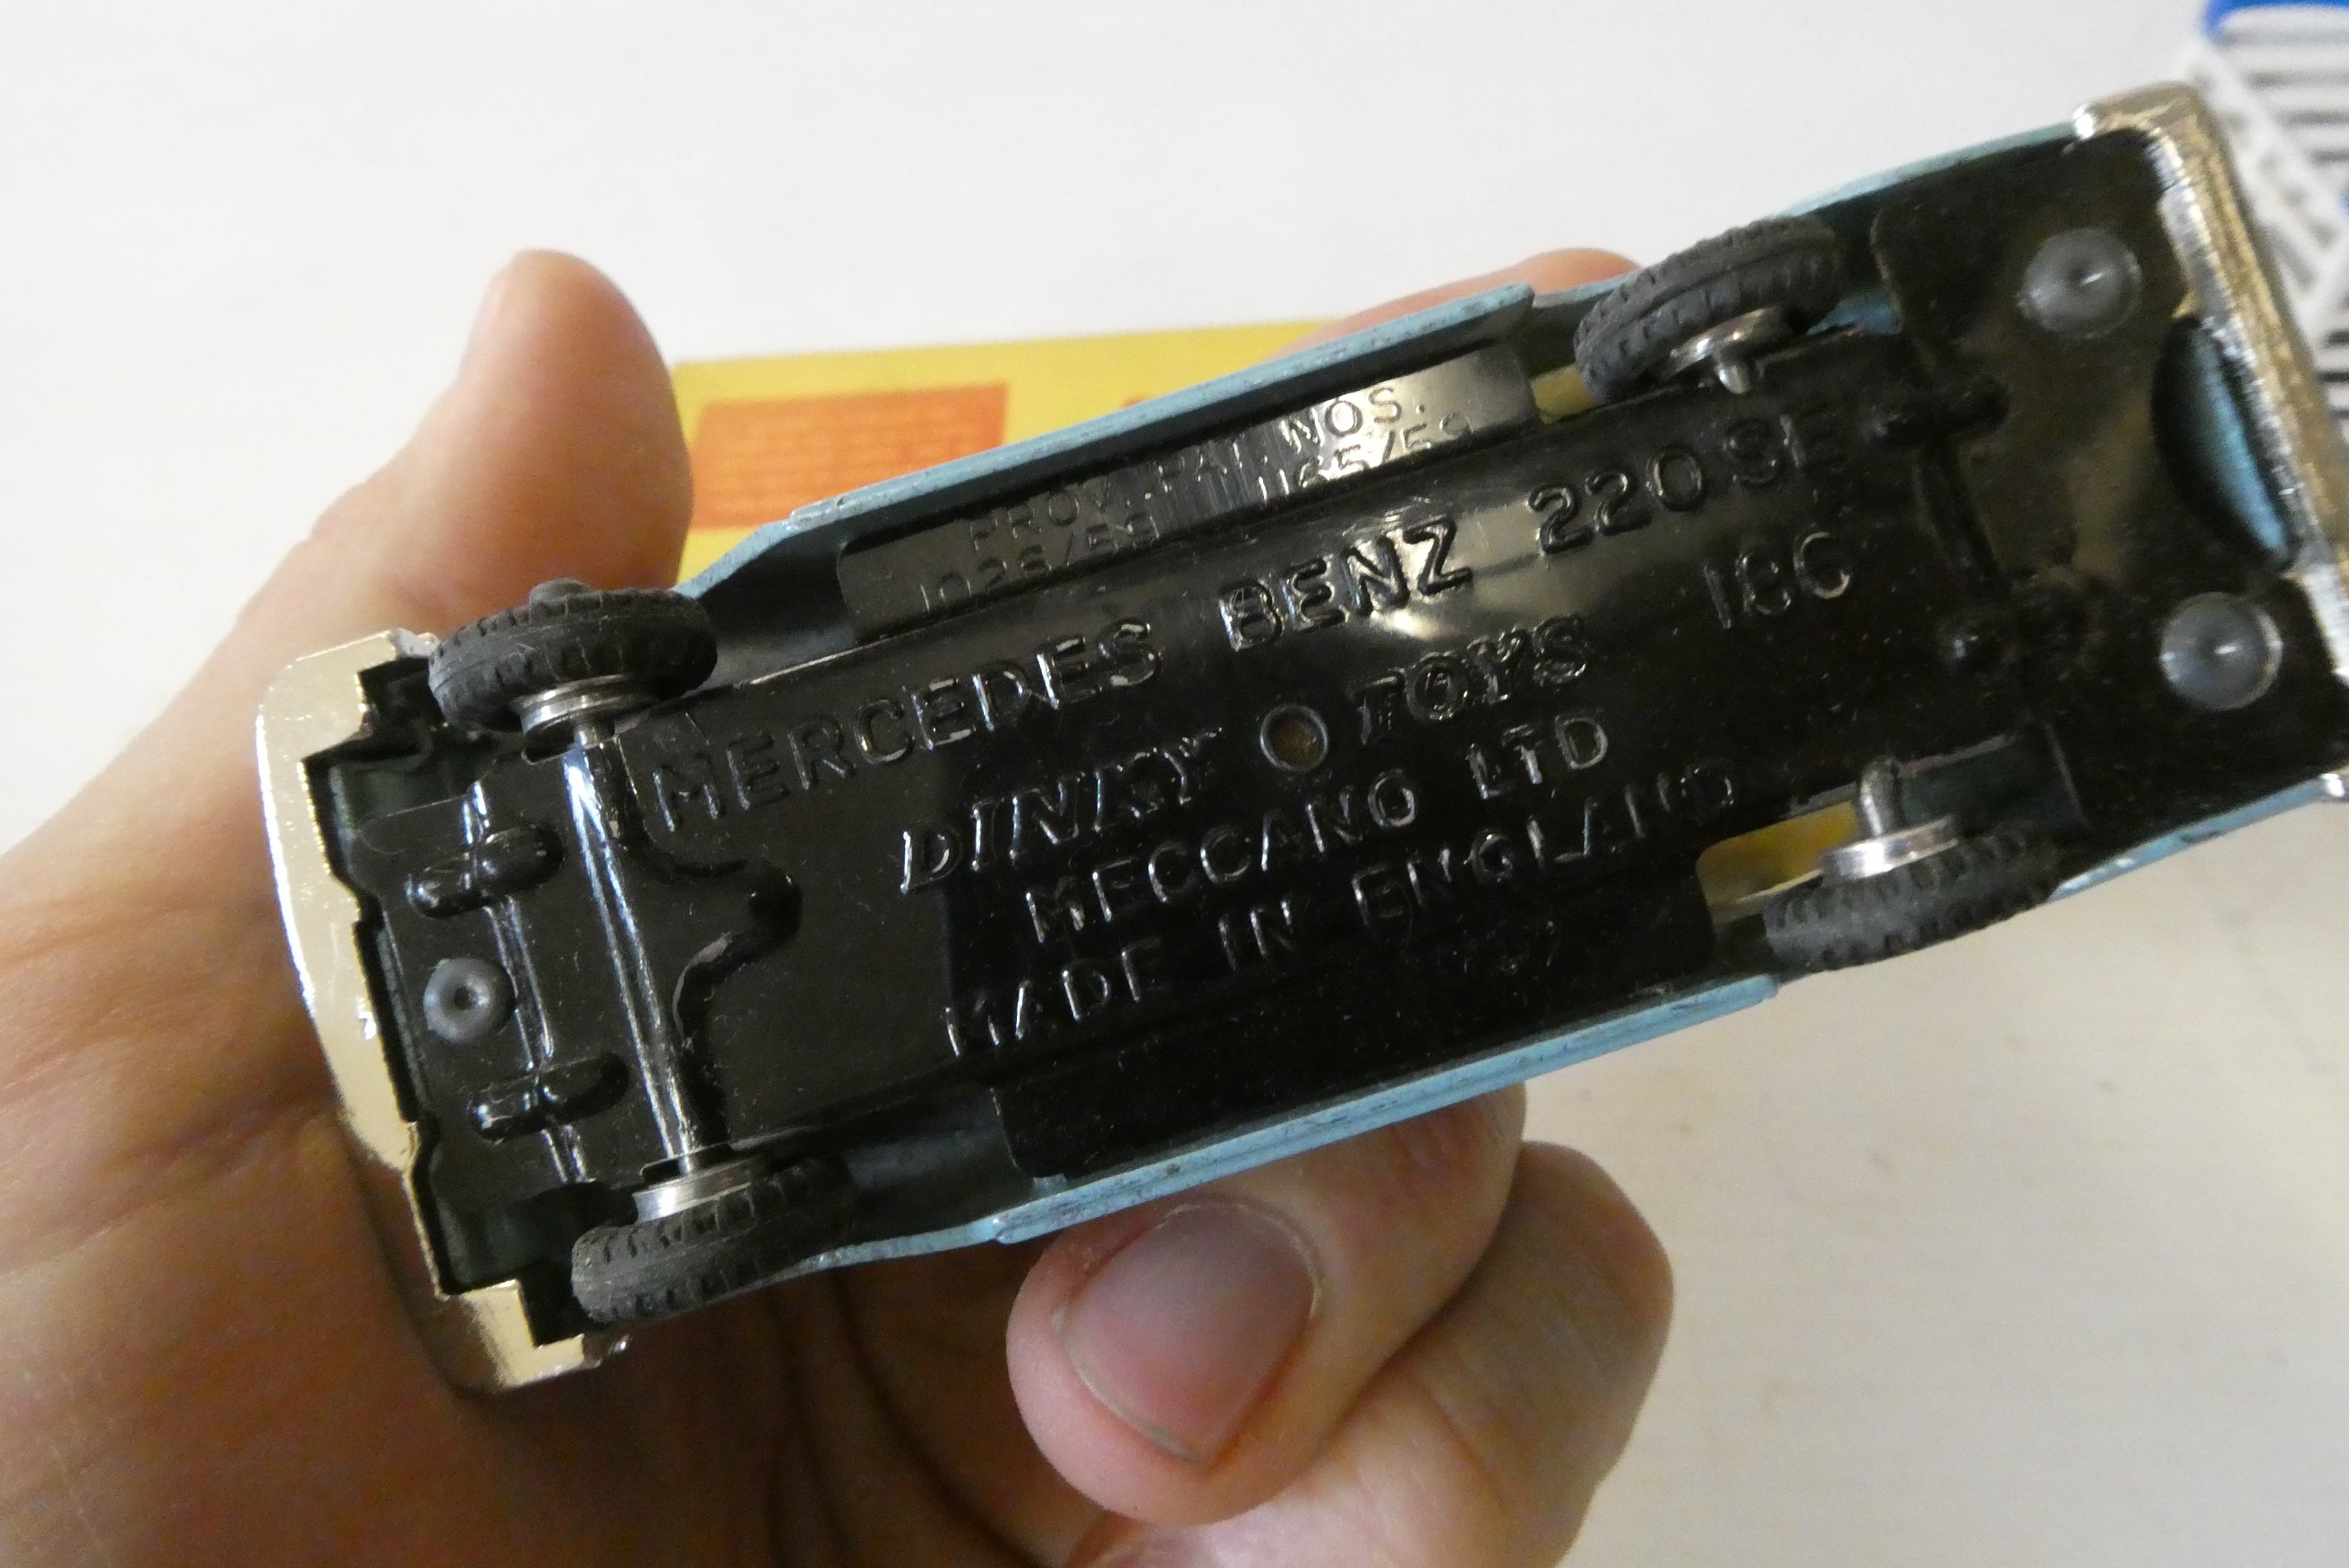 PROV. PAT. NOS.
1026/59 1165/59
MERCEDES BENZ 220 SE
186
DINKY TOYS
MECCANO LTD
MADE IN ENGLAND